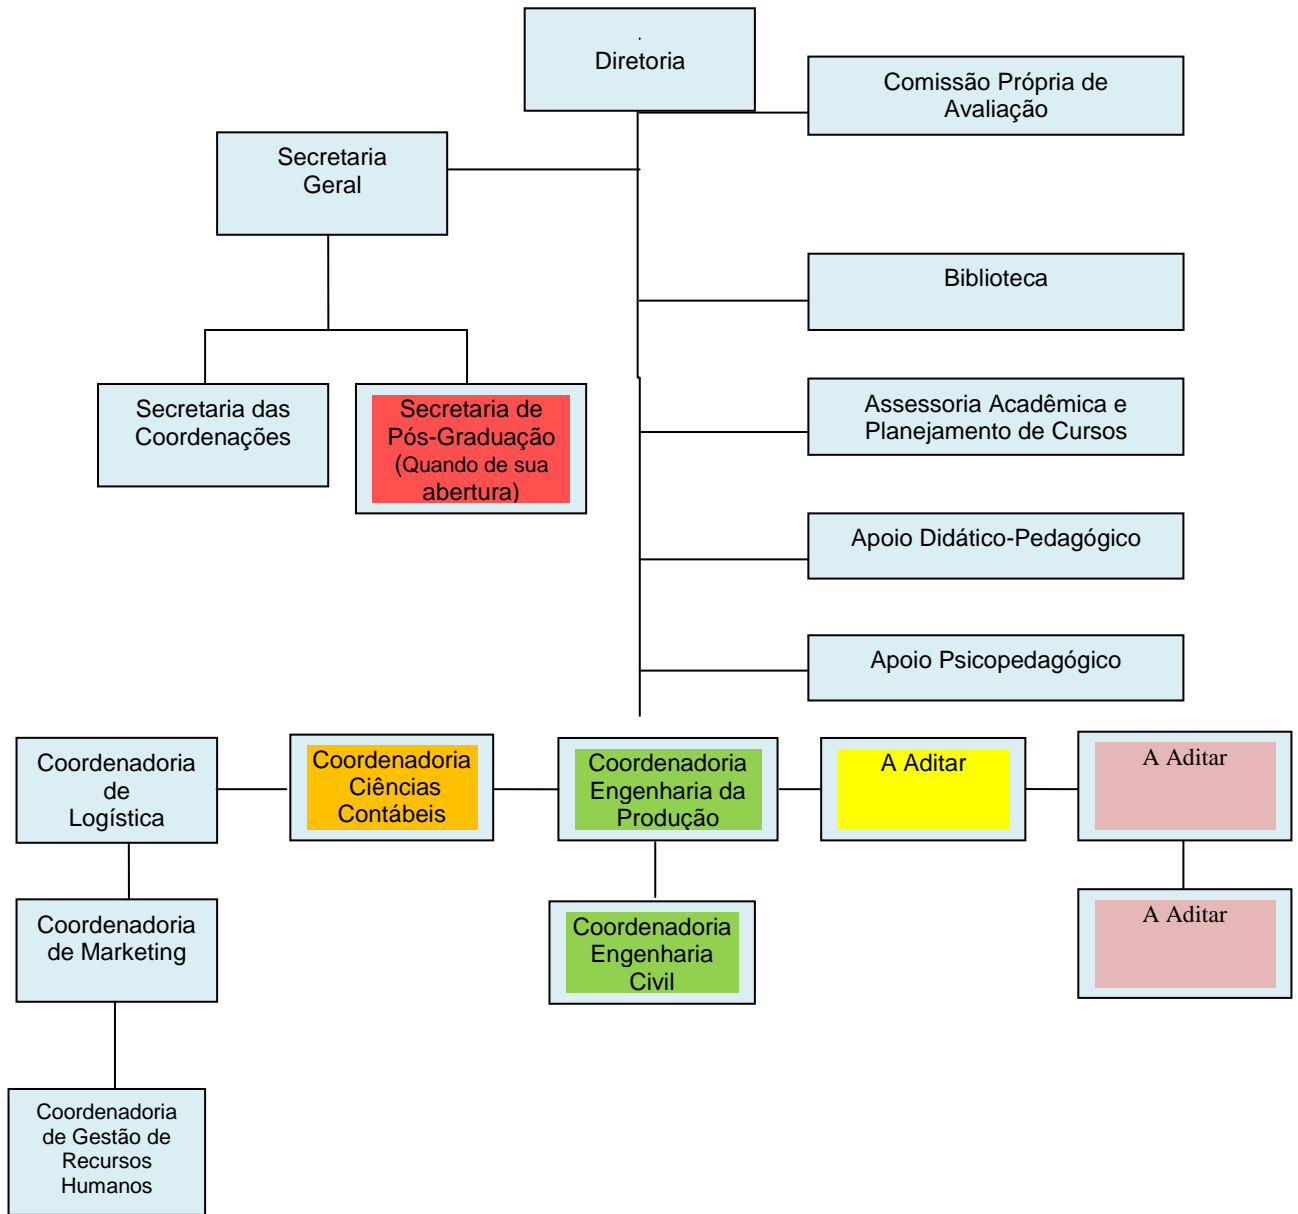 .
Diretoria
Comissão Própria de
Avaliação
Secretaria
Geral
Biblioteca
Secretaria das
Coordenações
Secretaria de
Pós-Graduação
(Quando de sua
abertura)
Assessoria Acadêmica e
Planejamento de Cursos
Apoio Didático-Pedagógico
Apoio Psicopedagógico
Coordenadoria
de
Logística
Coordenadoria
Ciências
Contábeis
Coordenadoria
Engenharia da
Produção
A Aditar
A Aditar
Coordenadoria
de Marketing
Coordenadoria
Engenharia
Civil
A Aditar
Coordenadoria
de Gestão de
Recursos
Humanos